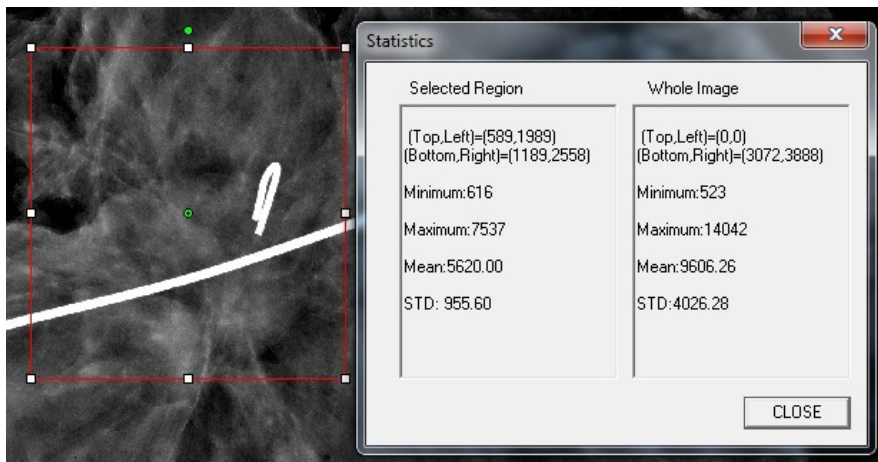 Statistics
Selected Region
(Top,Left)=(589,1989)
(Bottom,Right)=(1189,2558)
Minimum:616
Maximum:7537
Mean:5620.00
STD: 955.60
Whole Image
(Top,Left)=(0,0)
(Bottom,Right)=(3072,3888)
Minimum:523
Maximum:14042
Mean:9606.26
STD:4026.28
CLOSE